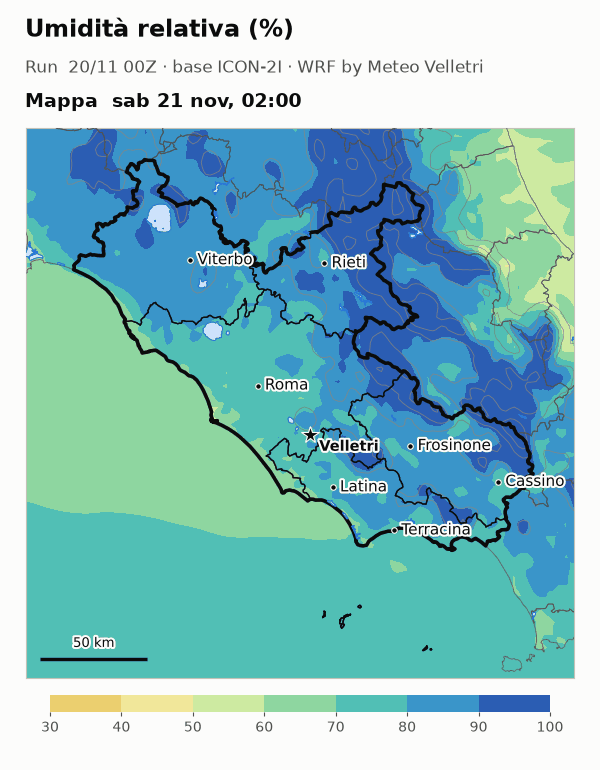 Umidità relativa (%)
Run  20/11 00Z · base ICON-2I · WRF by Meteo Velletri
Mappa  sab 21 nov, 02:00
Viterbo
Rieti
Roma
Velletri
Frosinone
Latina
Cassino
Terracina
50 km
30 40 50 60 70 80 90 100